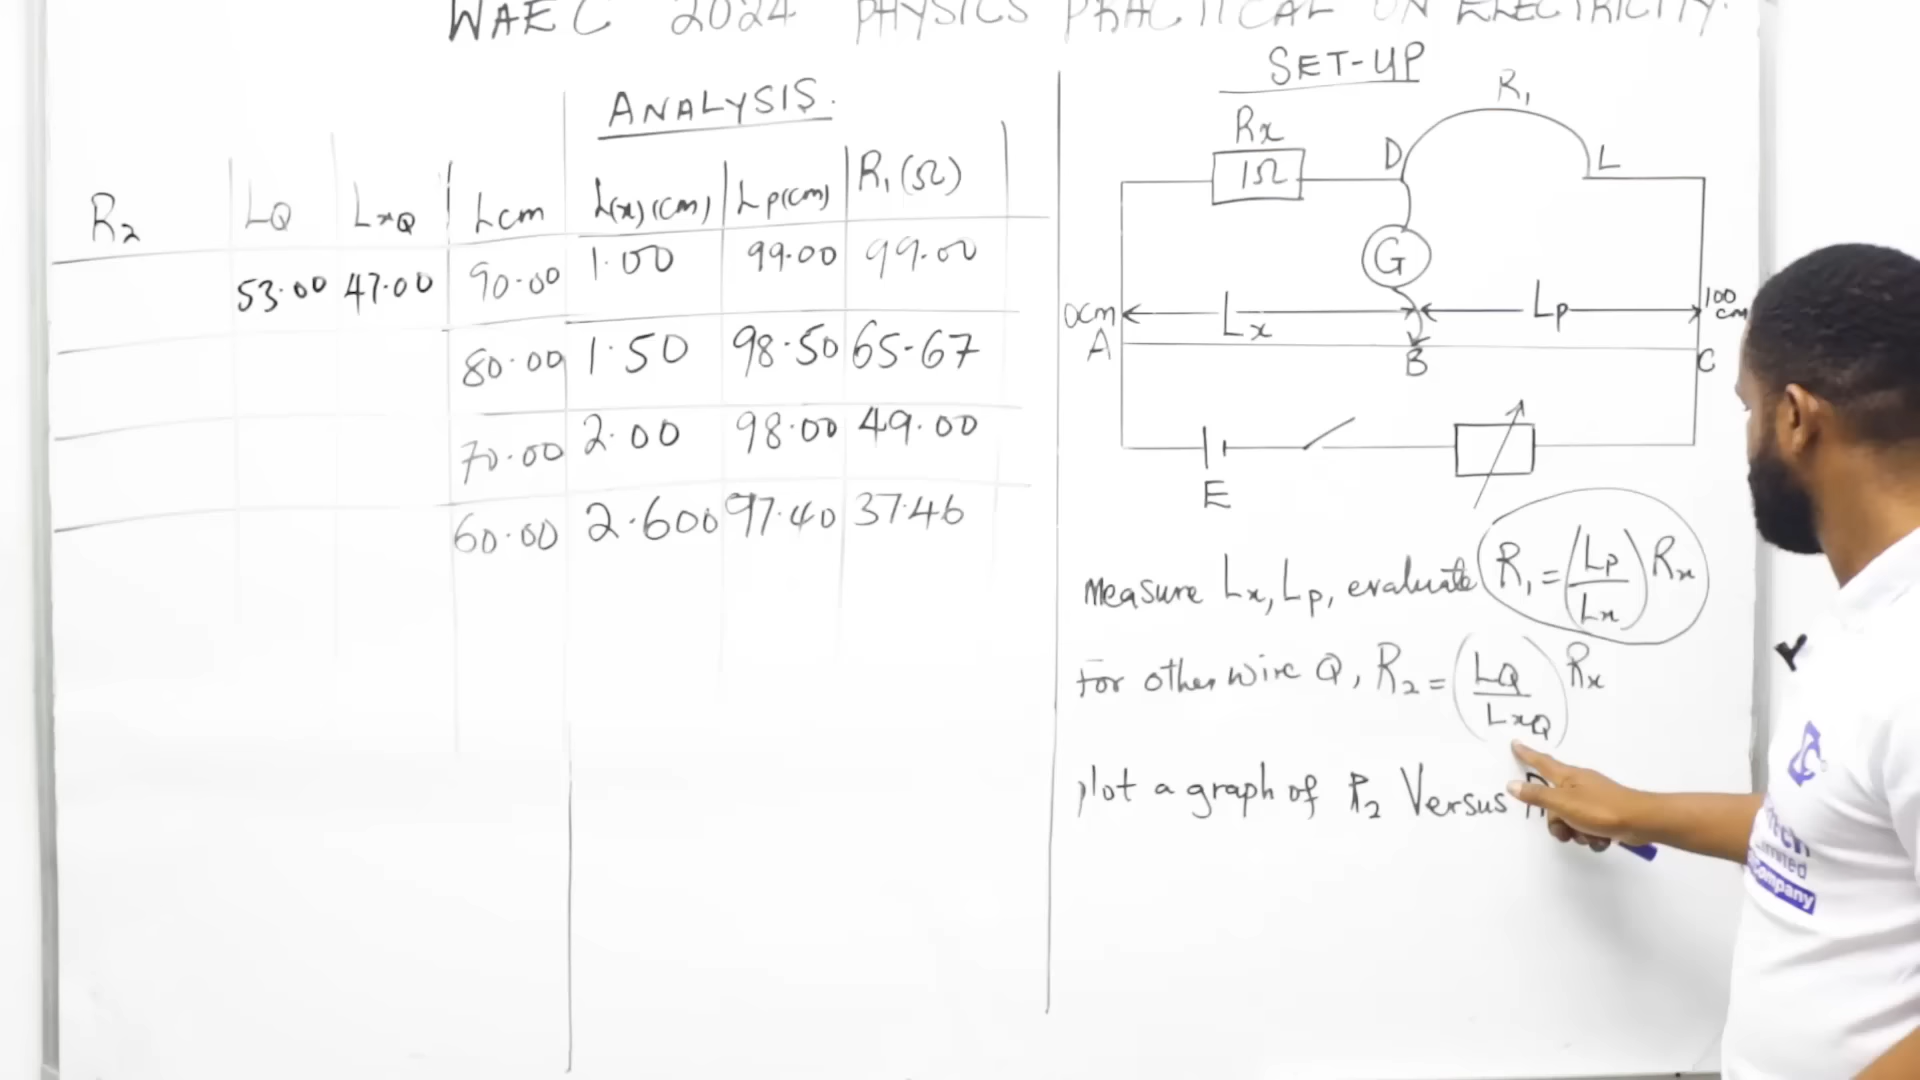 WAEC 2024 PHYSICS PRACTICAL ON ELECTRICITY.
ANALYSIS.
R2 LQ LxQ Lcm L(x)(cm) Lp(cm) R1(Ω)
53.00 47.00 90.00 1.00 99.00 99.00
80.00 1.50 98.50 65.67
70.00 2.00 98.00 49.00
60.00 2.600 97.40 37.46
SET-UP
R1
Rx
1Ω
D
L
G
0cm
Lx
Lp
100 cm
A
B
C
E
Measure Lx, Lp, evaluate R1 = (Lp/Lx) Rx
For other wire Q, R2 = (LQ/LxQ) Rx
plot a graph of R2 Versus
Limited
Company